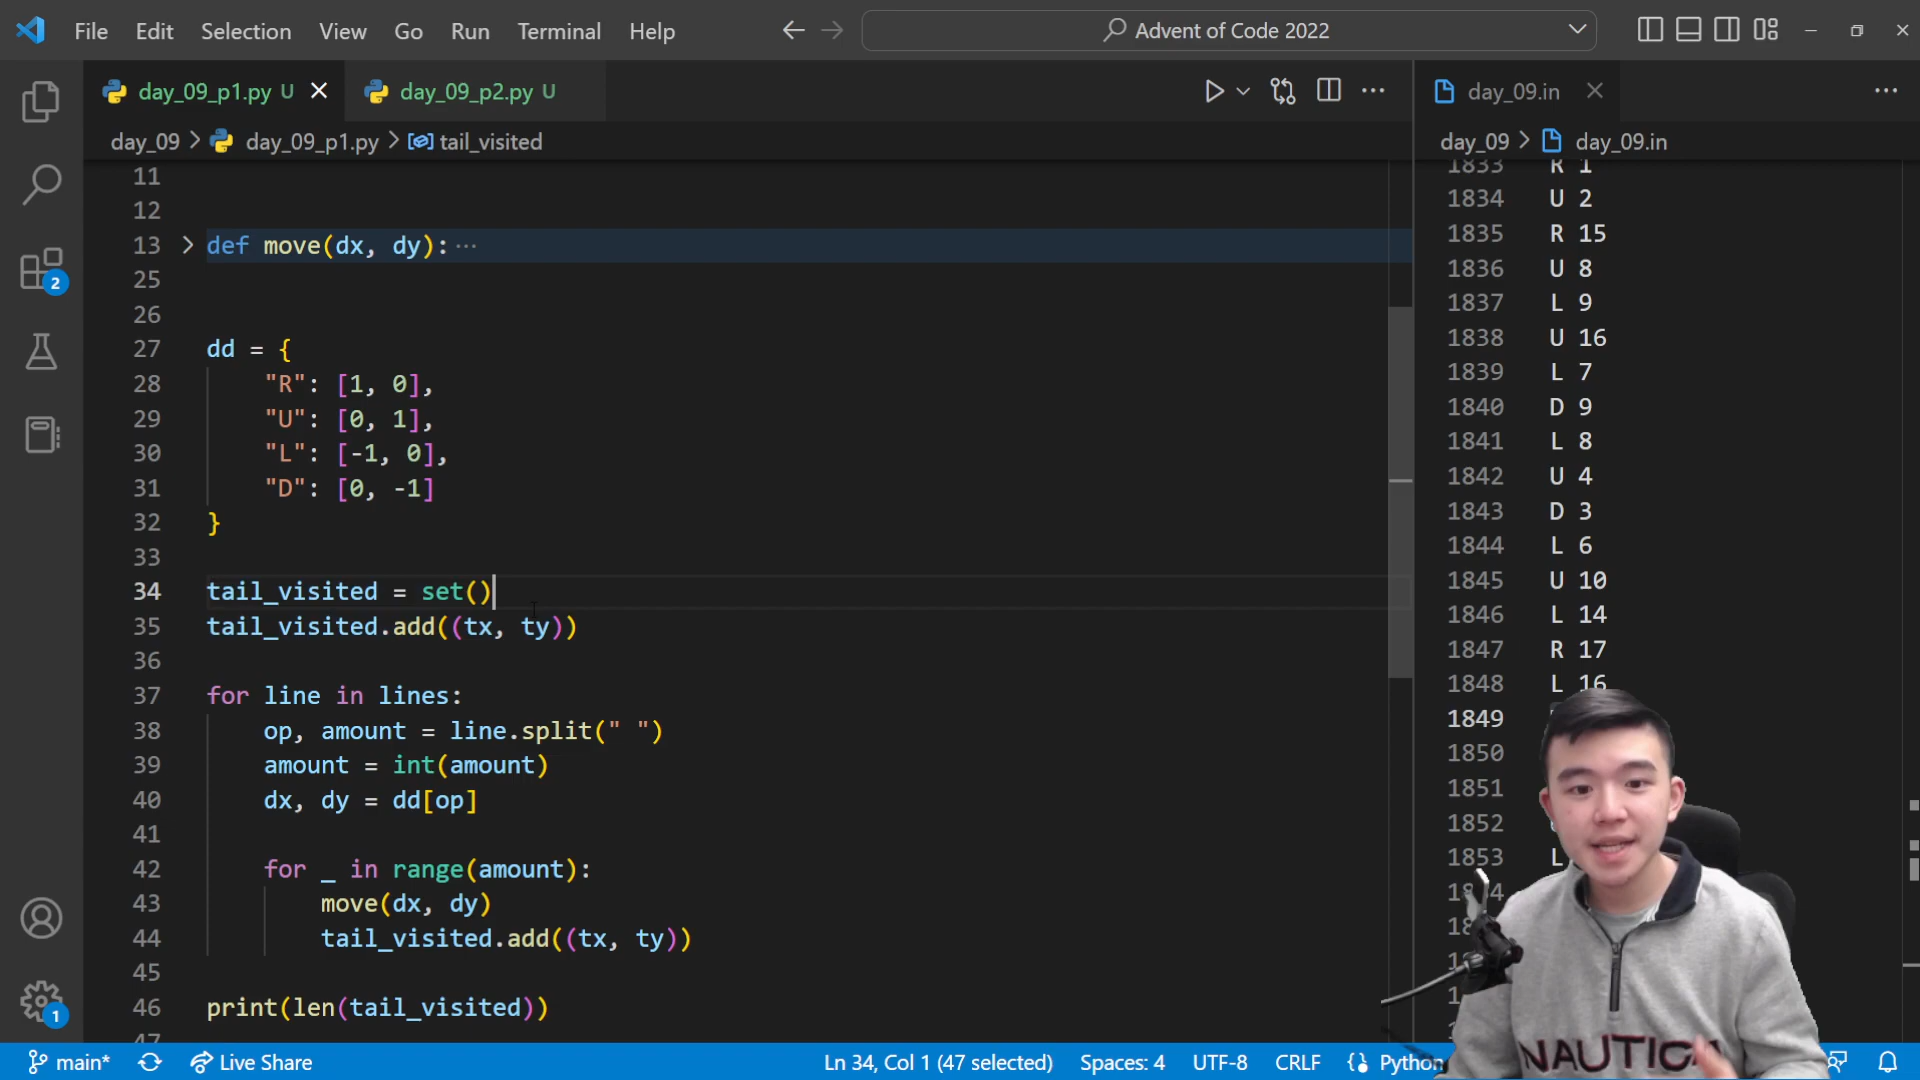 File Edit Selection View Go Run Terminal Help
Advent of Code 2022
day_09_p1.py U
day_09_p2.py U
day_09.in
day_09 > day_09_p1.py > tail_visited
day_09 > day_09.in
11
12
13 def move(dx, dy):···
25
26
27 dd = {
28 "R": [1, 0],
29 "U": [0, 1],
30 "L": [-1, 0],
31 "D": [0, -1]
32 }
33
34 tail_visited = set()
35 tail_visited.add((tx, ty))
36
37 for line in lines:
38 op, amount = line.split(" ")
39 amount = int(amount)
40 dx, dy = dd[op]
41
42 for _ in range(amount):
43 move(dx, dy)
44 tail_visited.add((tx, ty))
45
46 print(len(tail_visited))
47
1833 R 1
1834 U 2
1835 R 15
1836 U 8
1837 L 9
1838 U 16
1839 L 7
1840 D 9
1841 L 8
1842 U 4
1843 D 3
1844 L 6
1845 U 10
1846 L 14
1847 R 17
1848 L 16
1849
1850
1851
1852
1853 L
2
1
NAUTICA
main* Live Share
Ln 34, Col 1 (47 selected) Spaces: 4 UTF-8 CRLF Python